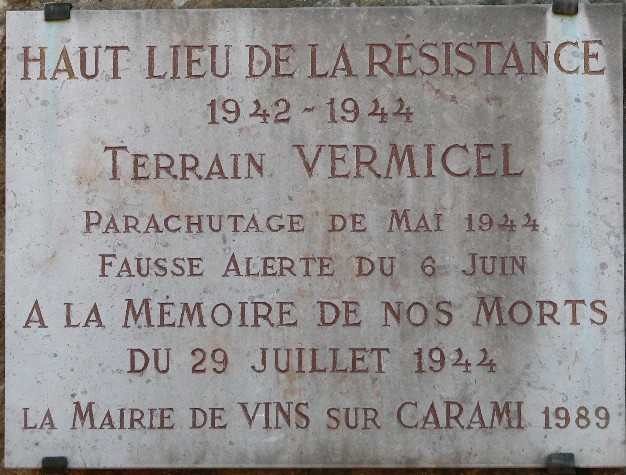 HAUT LIEU DE LA RÉSISTANCE
1942 - 1944
TERRAIN VERMICEL
PARACHUTAGE DE MAI 1944
FAUSSE ALERTE DU 6 JUIN
A LA MÉMOIRE DE NOS MORTS
DU 29 JUILLET 1944
LA MAIRIE DE VINS SUR CARAMI 1989